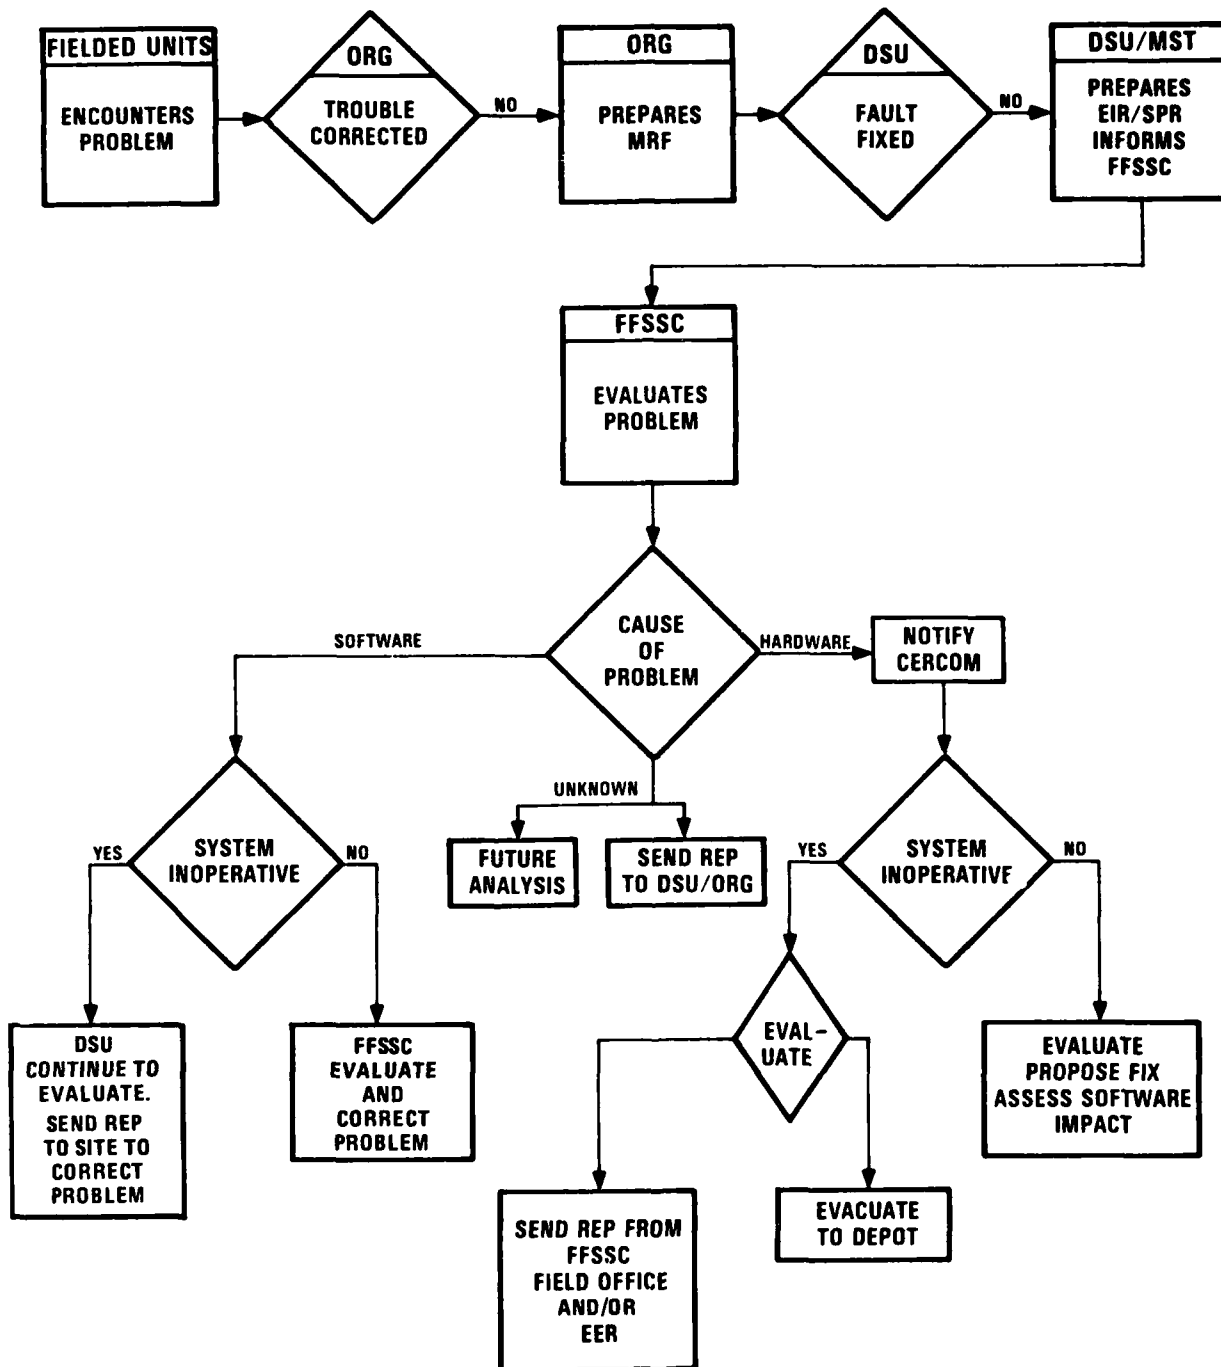 FIELDED UNITS
ENCOUNTERS
PROBLEM
ORG
TROUBLE
CORRECTED
NO
ORG
PREPARES
MRF
DSU
FAULT
FIXED
NO
DSU/MST
PREPARES
EIR/SPR
INFORMS
FFSSC
FFSSC
EVALUATES
PROBLEM
CAUSE
OF
PROBLEM
SOFTWARE
HARDWARE
NOTIFY
CERCOM
UNKNOWN
SYSTEM
INOPERATIVE
YES
NO
FUTURE
ANALYSIS
SEND REP
TO DSU/ORG
SYSTEM
INOPERATIVE
YES
NO
DSU
CONTINUE TO
EVALUATE.
SEND REP
TO SITE TO
CORRECT
PROBLEM
FFSSC
EVALUATE
AND
CORRECT
PROBLEM
EVAL-
UATE
EVALUATE
PROPOSE FIX
ASSESS SOFTWARE
IMPACT
SEND REP FROM
FFSSC
FIELD OFFICE
AND/OR
EER
EVACUATE
TO DEPOT